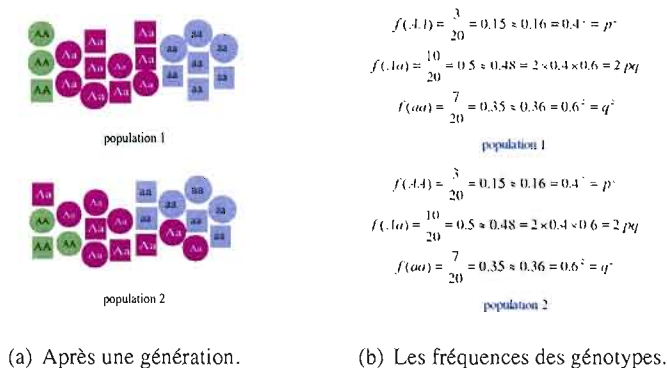 AA Aa Aa Aa aa aa aa
AA Aa Aa Aa Aa aa aa aa
AA Aa Aa Aa aa aa
population 1
f(AA) = 3/20 = 0.15 ≈ 0.16 = 0.4² = p²
f(Aa) = 10/20 = 0.5 ≈ 0.48 = 2 × 0.4 × 0.6 = 2 pq
f(aa) = 7/20 = 0.35 ≈ 0.36 = 0.6² = q²
population 1
Aa Aa aa aa
AA Aa Aa Aa aa aa aa
AA AA Aa Aa Aa Aa Aa aa
population 2
f(AA) = 3/20 = 0.15 ≈ 0.16 = 0.4² = p²
f(Aa) = 10/20 = 0.5 ≈ 0.48 = 2 × 0.4 × 0.6 = 2 pq
f(aa) = 7/20 = 0.35 ≈ 0.36 = 0.6² = q²
population 2
(a) Après une génération.
(b) Les fréquences des génotypes.